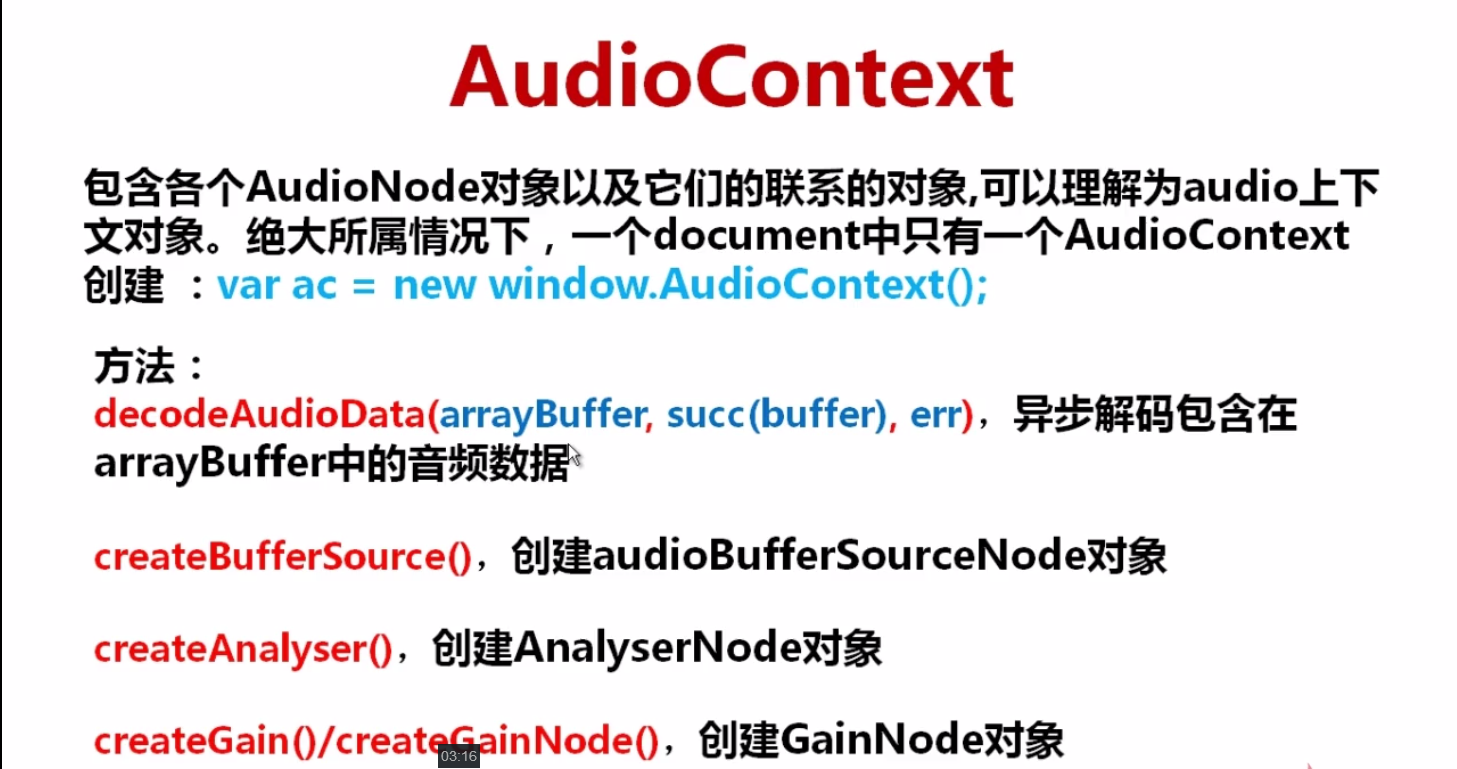 AudioContext
包含各个AudioNode对象以及它们的联系的对象,可以理解为audio上下
文对象。绝大所属情况下，一个document中只有一个AudioContext
创建 ：var ac = new window.AudioContext();
方法：
decodeAudioData(arrayBuffer, succ(buffer), err)，异步解码包含在
arrayBuffer中的音频数据
createBufferSource()，创建audioBufferSourceNode对象
createAnalyser()，创建AnalyserNode对象
createGain()/createGainNode()，创建GainNode对象
03:16